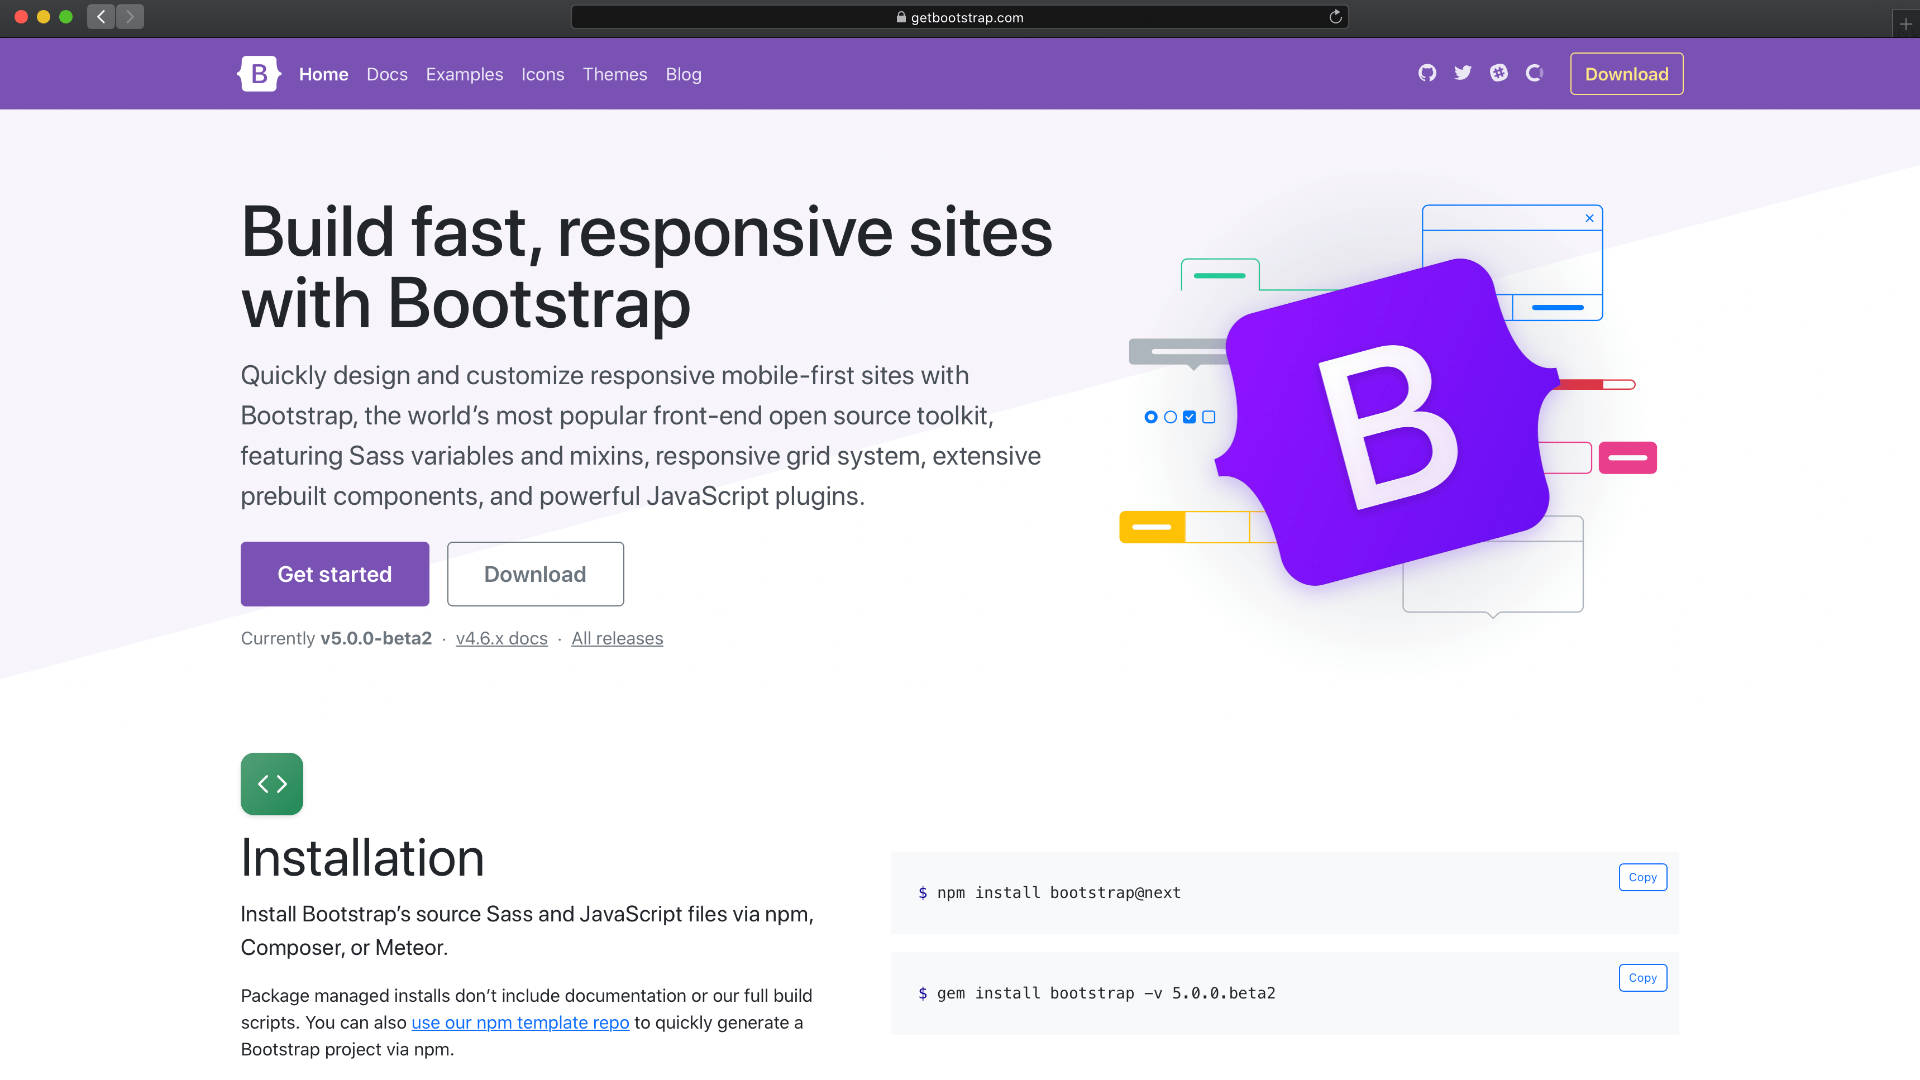 getbootstrap.com
B Home Docs Examples Icons Themes Blog Download
Build fast, responsive sites
with Bootstrap
Quickly design and customize responsive mobile-first sites with
Bootstrap, the world’s most popular front-end open source toolkit,
featuring Sass variables and mixins, responsive grid system, extensive
prebuilt components, and powerful JavaScript plugins.
B
Get started Download
Currently v5.0.0-beta2 · v4.6.x docs · All releases
Installation
Install Bootstrap’s source Sass and JavaScript files via npm,
Composer, or Meteor.
Package managed installs don’t include documentation or our full build
scripts. You can also use our npm template repo to quickly generate a
Bootstrap project via npm.
Copy
$ npm install bootstrap@next
Copy
$ gem install bootstrap -v 5.0.0.beta2